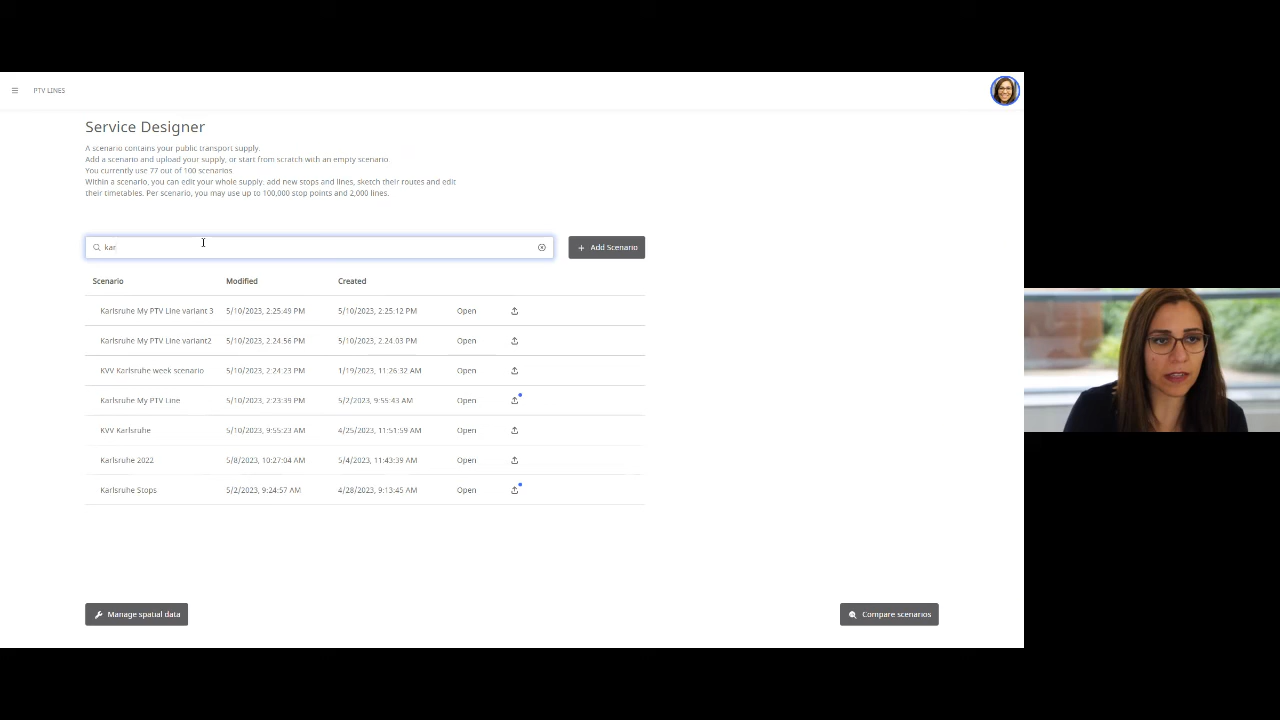 PTV LINES
Service Designer
A scenario contains your public transport supply.
Add a scenario and upload your supply, or start from scratch with an empty scenario
You currently use 77 out of 100 scenarios
Within a scenario, you can edit your whole supply: add new stops and lines, sketch their routes and edit
their timetables. Per scenario, you may use up to 100,000 stop points and 2,000 lines.
kar
Add Scenario
Scenario Modified Created
Karlsruhe My PTV Line variant 3 5/10/2023, 2:25:49 PM 5/10/2023, 2:25:12 PM Open
Karlsruhe My PTV Line variant2 5/10/2023, 2:24:56 PM 5/10/2023, 2:24:03 PM Open
KVV Karlsruhe week scenario 5/10/2023, 2:24:23 PM 1/19/2023, 11:26:32 AM Open
Karlsruhe My PTV Line 5/10/2023, 2:23:39 PM 5/2/2023, 9:55:43 AM Open
KVV Karlsruhe 5/10/2023, 9:55:23 AM 4/25/2023, 11:51:59 AM Open
Karlsruhe 2022 5/8/2023, 10:27:04 AM 5/4/2023, 11:43:39 AM Open
Karlsruhe Stops 5/2/2023, 9:24:57 AM 4/28/2023, 9:13:45 AM Open
Manage spatial data
Compare scenarios